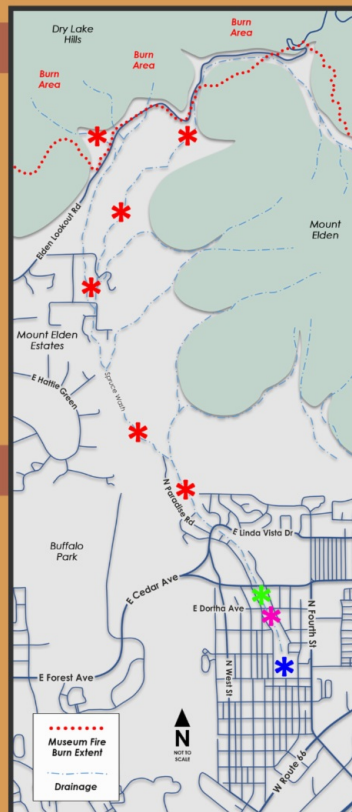 Dry Lake
Hills
Burn
Area
Burn
Area
Burn
Area
Elden Lookout Rd
Mount
Elden
Mount Elden
Estates
E Hattie Green
Spruce Wash
N Paradise Rd
E Linda Vista Dr
Buffalo
Park
E Cedar Ave
E Dortha Ave
N Fourth St
E Forest Ave
N West St
W Route 66
N
NOT TO
SCALE
Museum Fire
Burn Extent
Drainage